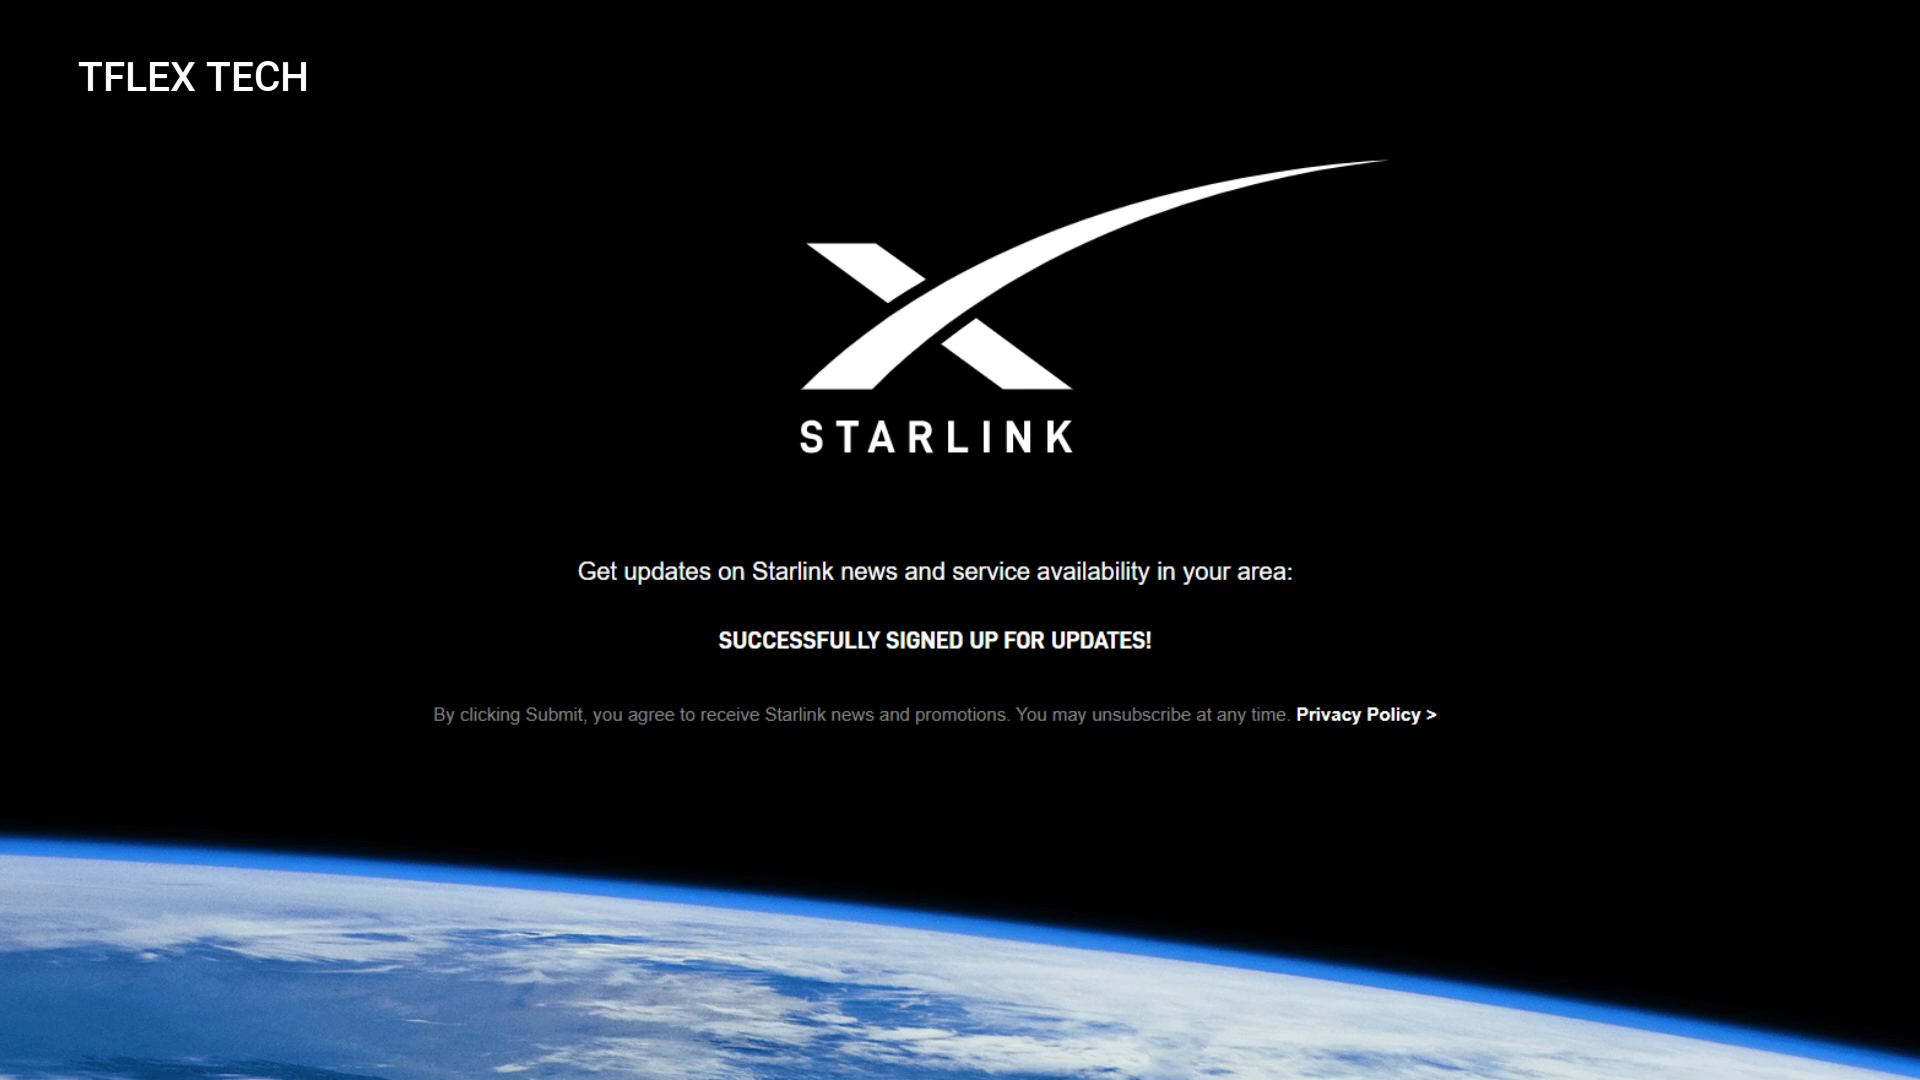 TFLEX TECH
STARLINK
Get updates on Starlink news and service availability in your area:
SUCCESSFULLY SIGNED UP FOR UPDATES!
By clicking Submit, you agree to receive Starlink news and promotions. You may unsubscribe at any time. Privacy Policy >